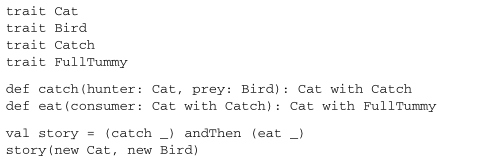 trait Cat
trait Bird
trait Catch
trait FullTummy
def catch(hunter: Cat, prey: Bird): Cat with Catch
def eat(consumer: Cat with Catch): Cat with FullTummy
val story = (catch _) andThen (eat _)
story(new Cat, new Bird)